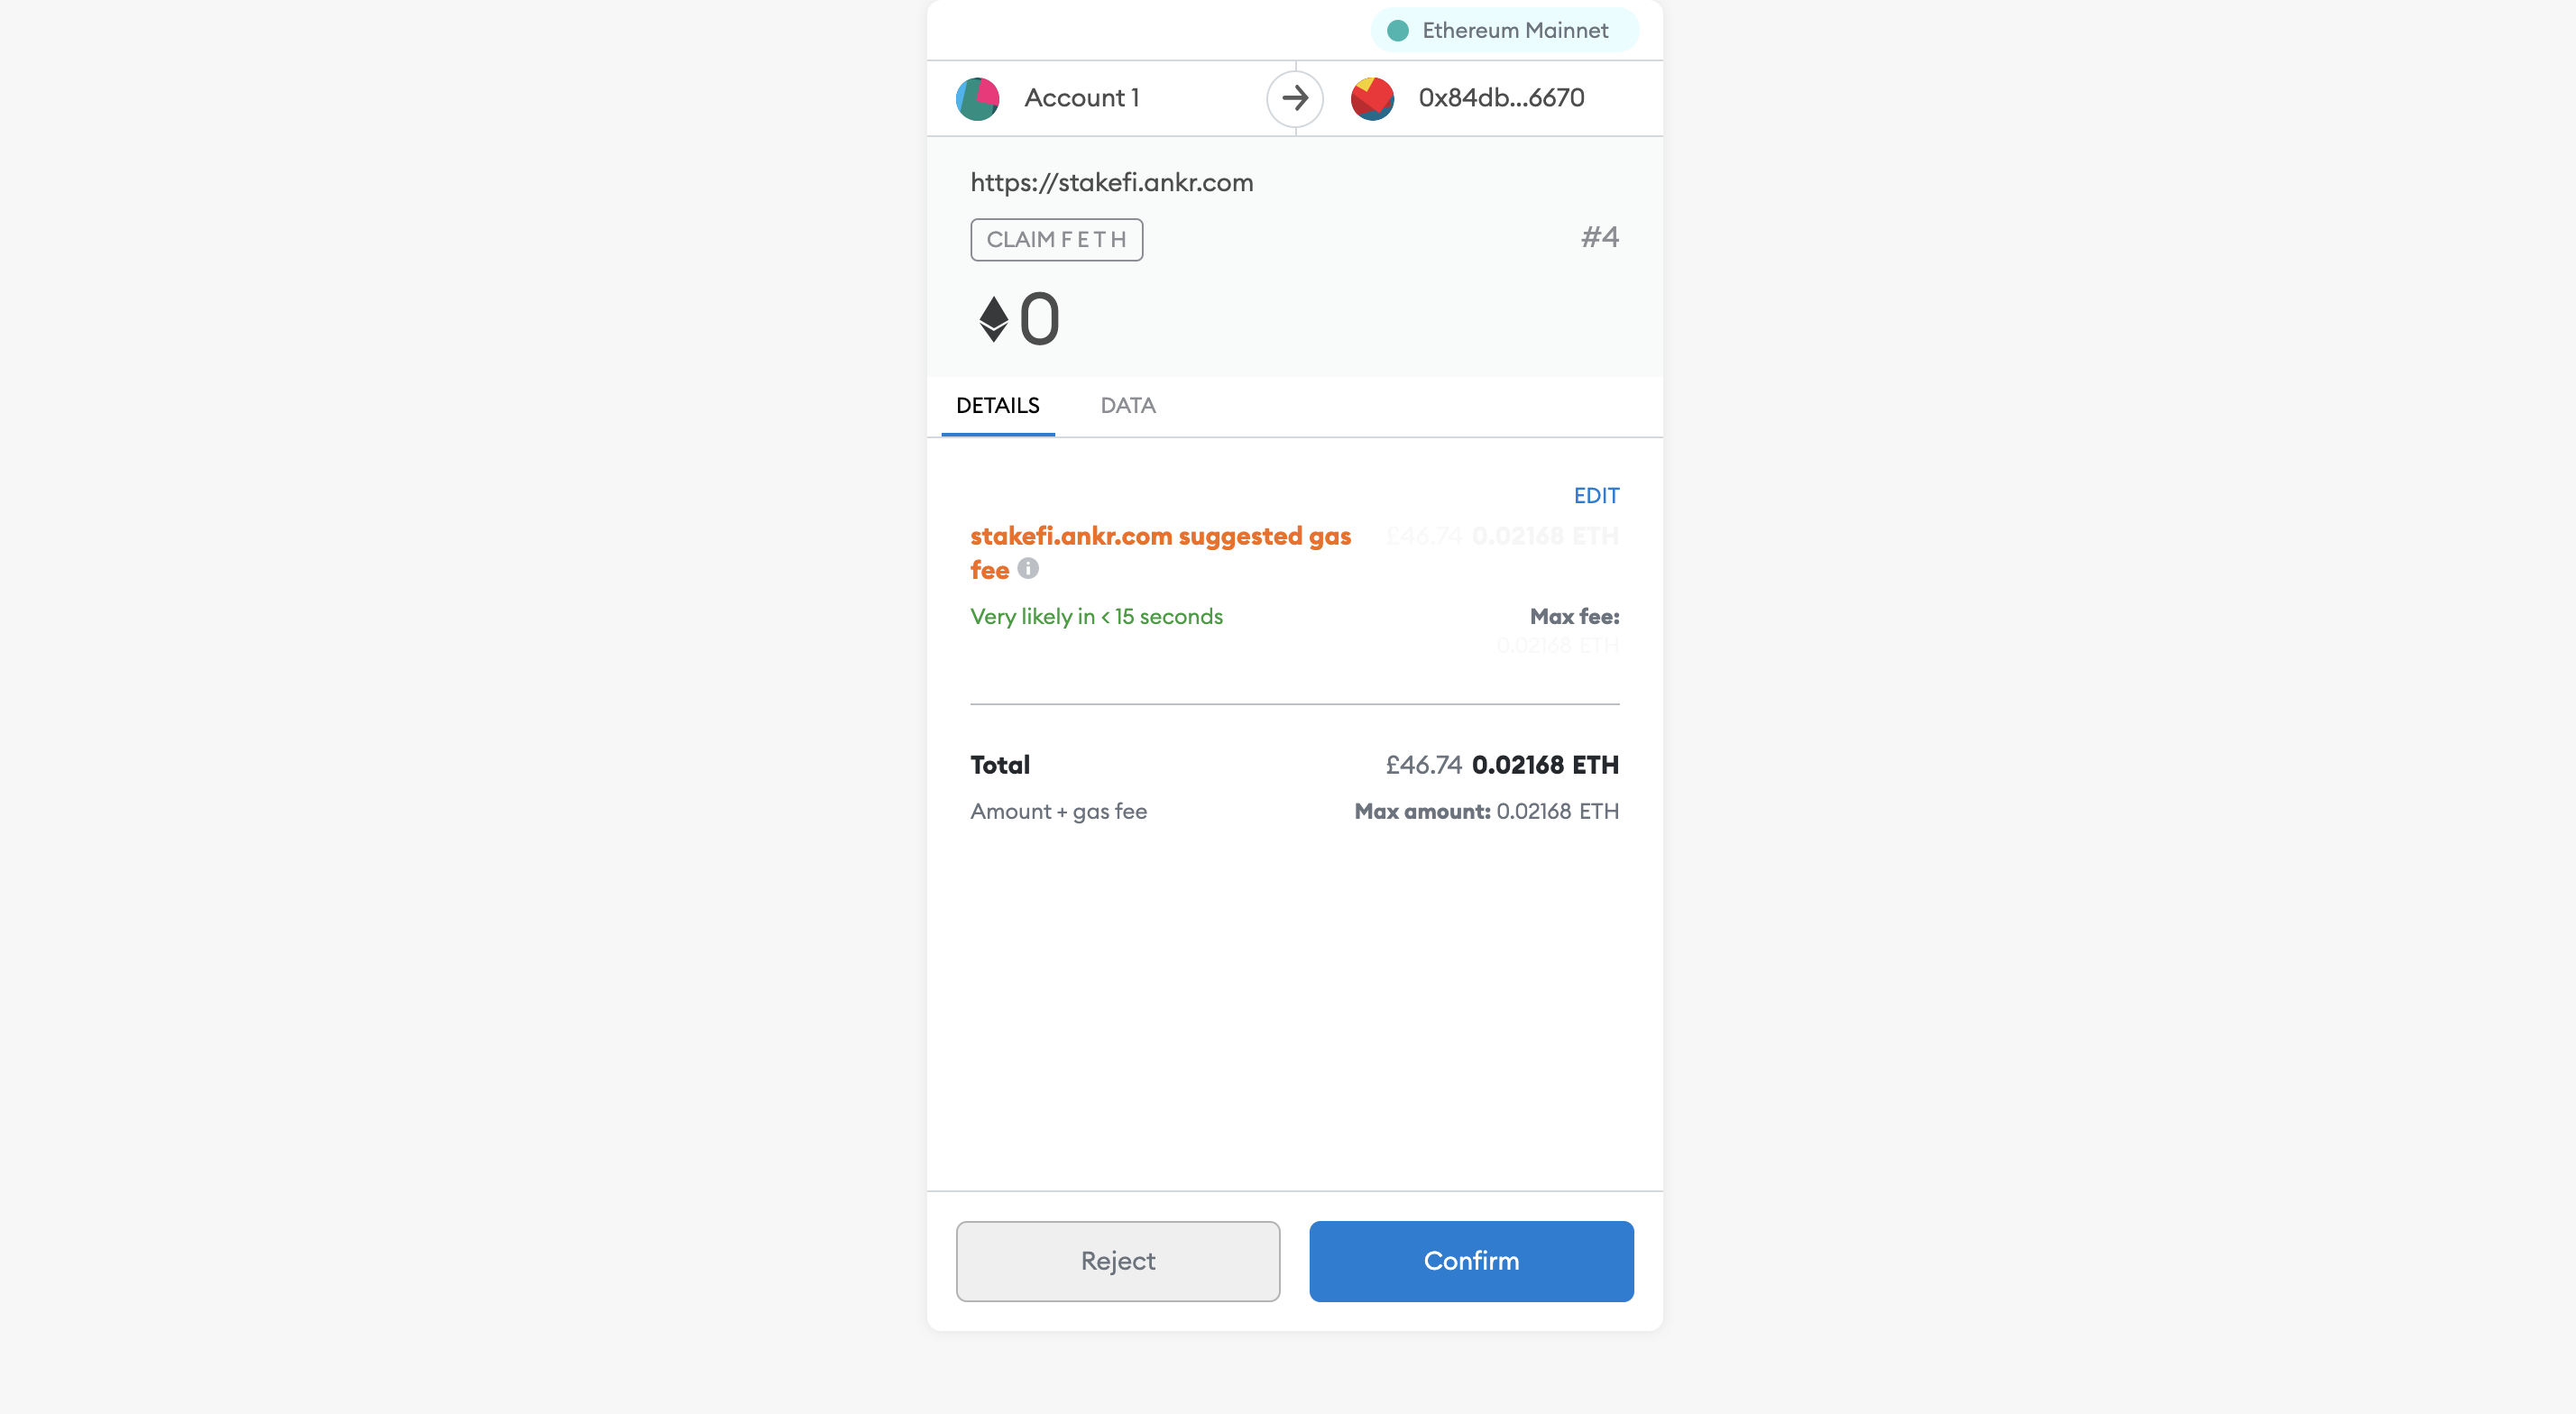 Ethereum Mainnet
Account 1
0x84db...6670
https://stakefi.ankr.com
CLAIM F E T H
#4
0
DETAILS
DATA
EDIT
stakefi.ankr.com suggested gas fee
£46.74 0.02168 ETH
Very likely in < 15 seconds
Max fee:
0.02168 ETH
Total
£46.74 0.02168 ETH
Amount + gas fee
Max amount: 0.02168 ETH
Reject
Confirm